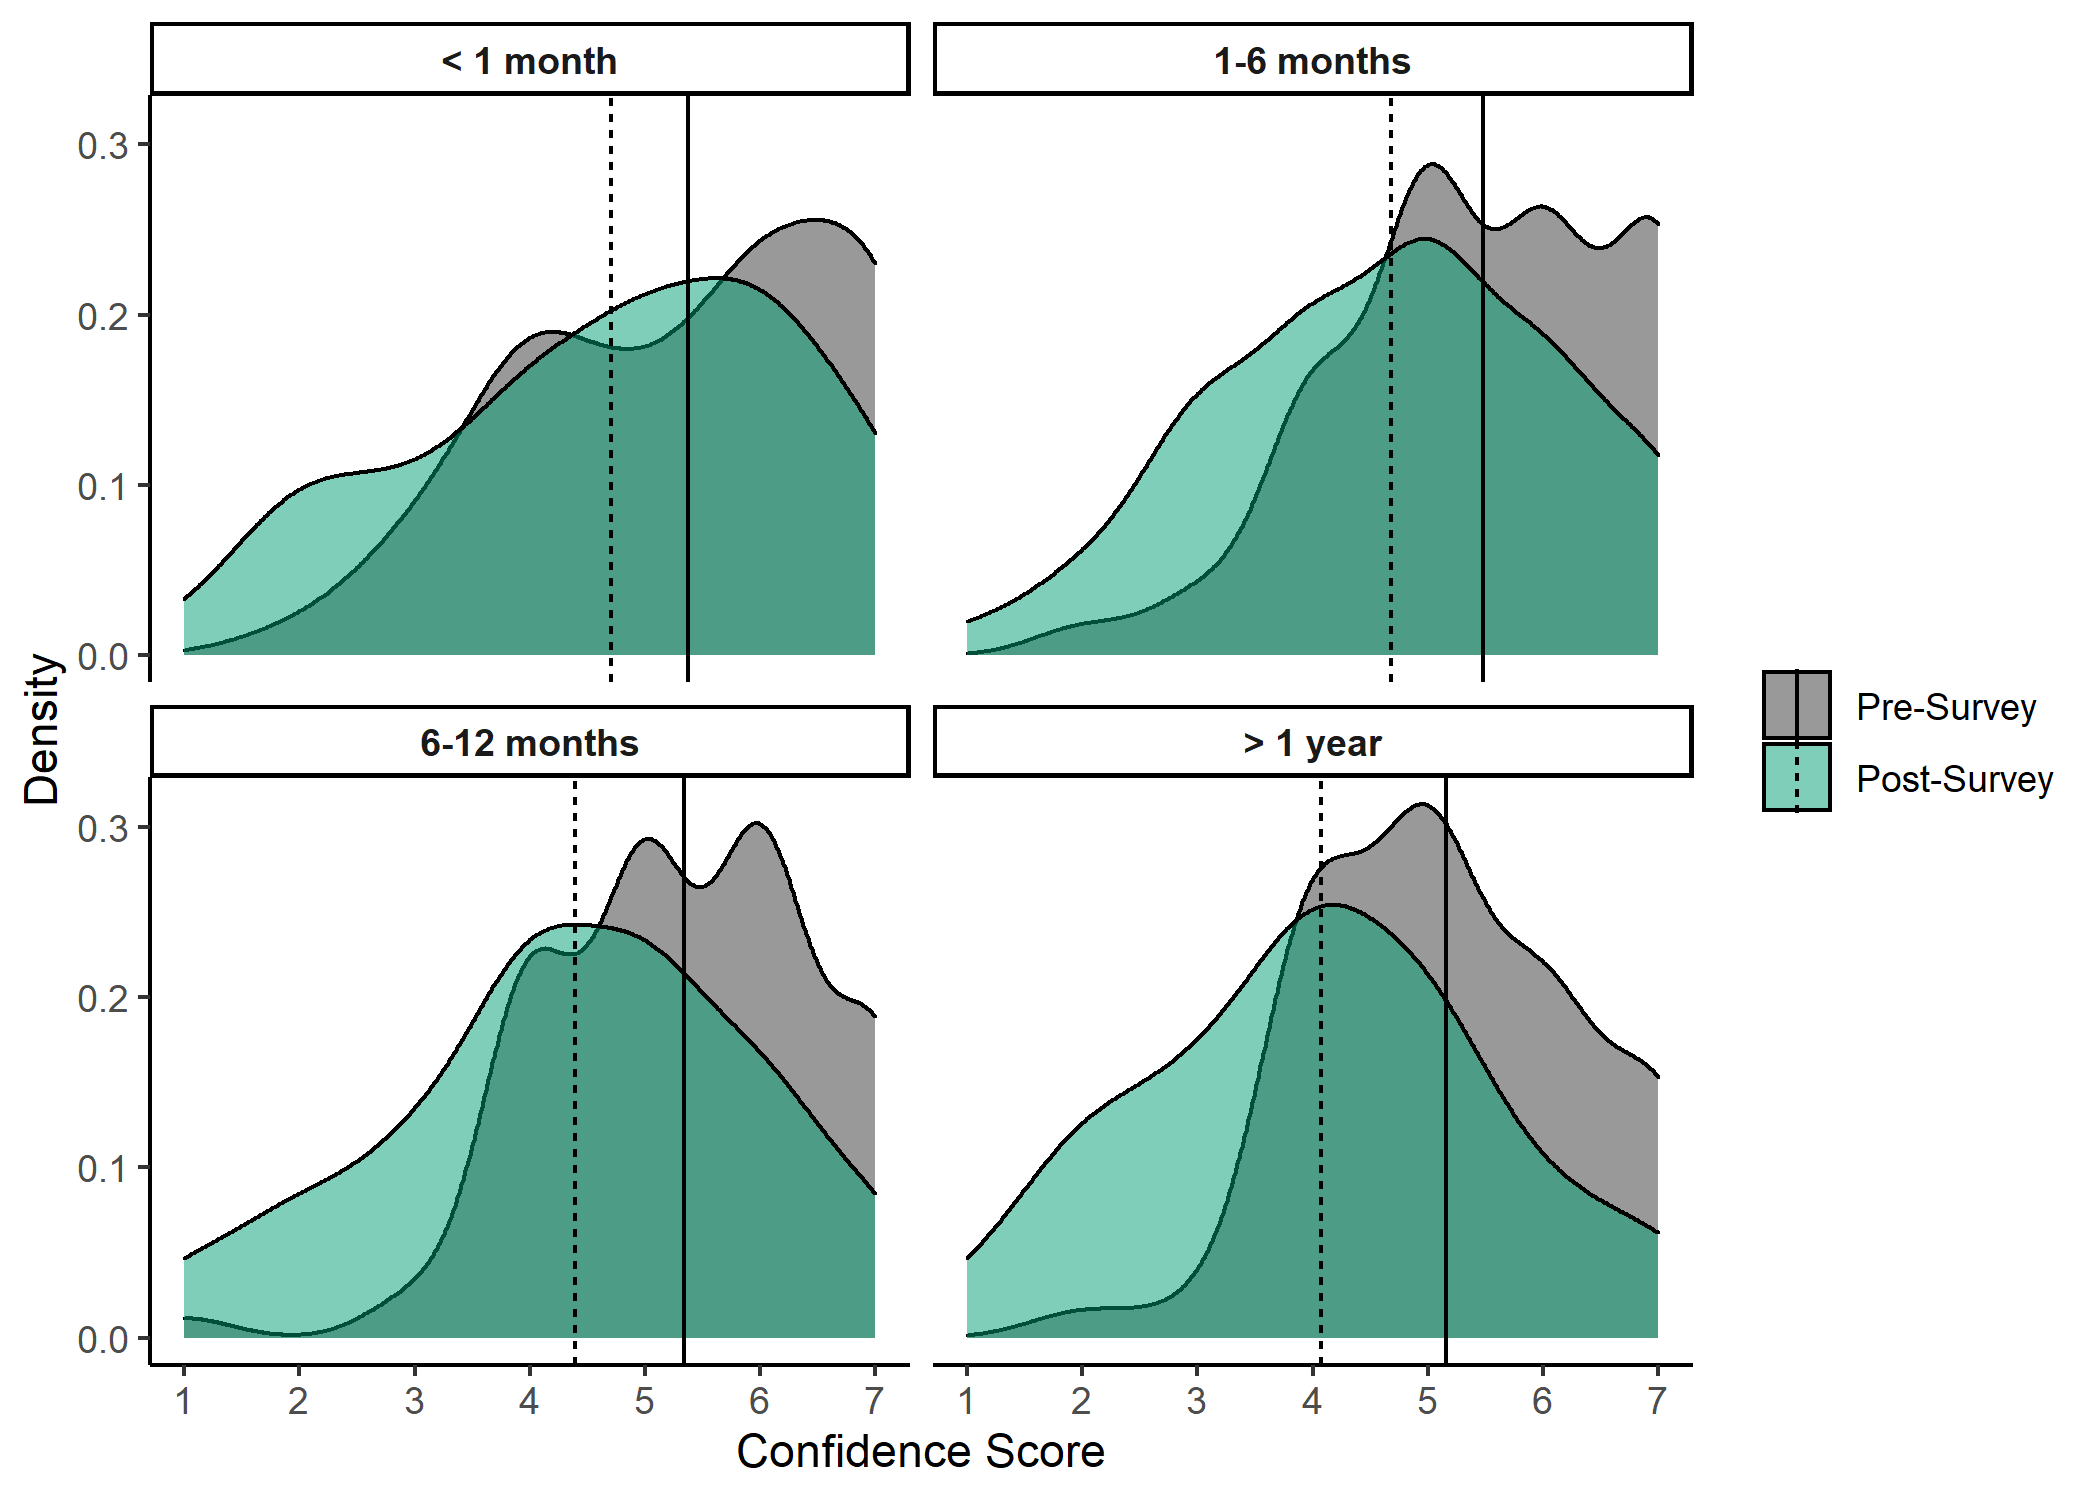 < 1 month
1-6 months
0.3
0.2
0.1
0.0
Density
6-12 months
> 1 year
0.3
0.2
0.1
0.0
1 2 3 4 5 6 7
1 2 3 4 5 6 7
Confidence Score
Pre-Survey
Post-Survey